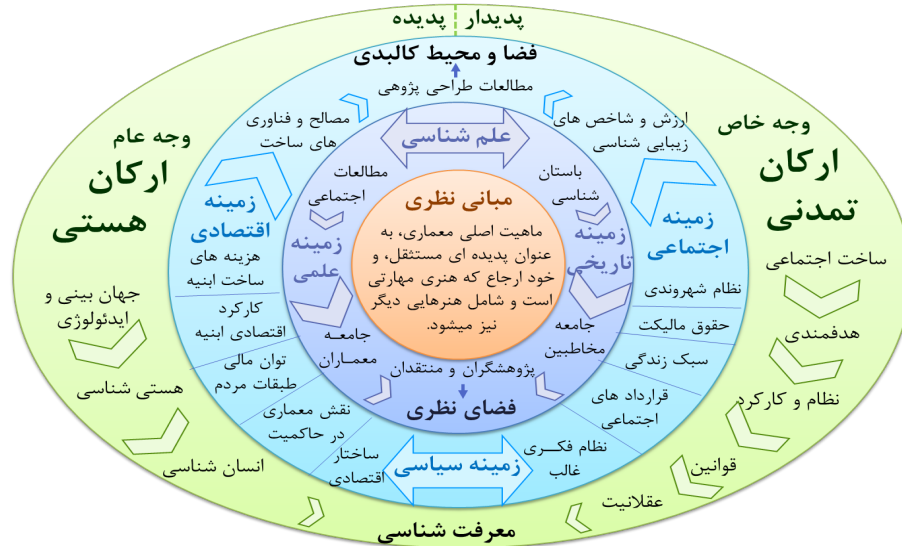 پدیدار
پدیده
فضا و محیط کالبدی
مطالعات طراحی پژوهی
وجه خاص
ارکان
تمدنی
ساخت اجتماعی
هدفمندی
نظام و کارکرد
قوانین
عقلانیت
معرفت شناسی
وجه عام
ارکان
هستی
جهان بینی و
ایدئولوژی
هستی شناسی
انسان شناسی
ارزش و شاخص های
زیبایی شناسی
زمینه
اجتماعی
نظام شهروندی
حقوق مالیکت
سبک زندگی
قرارداد های
اجتماعی
نظام فکــری
غالب
زمینه سیاسی
مصالح و فناوری
های ساخت
زمینه
اقتصادی
هزینه های
ساخت ابنیه
کارکرد
اقتصادی ابنیه
توان مالی
طبقات مردم
نقش معماری
در حاکمیت
ساختار
اقتصادی
علم شناسی
باستان
شناسی
زمینه
تاریخی
جامعه
مخاطبین
مطالعات
اجتماعی
زمینه
علمی
جامعـه
معمـاران
پژوهشگران و منتقدان
فضای نظری
مبانی نظری
ماهیت اصلی معماری، به
عنوان پدیده ای مستثقل، و
خود ارجاع که هنری مهارتی
است و شامل هنرهایی دیگر
نیز میشود.